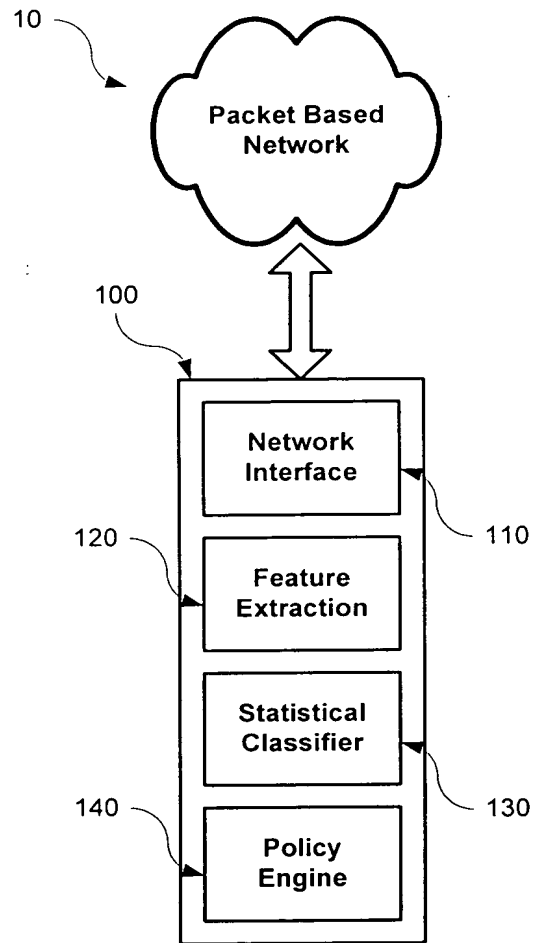 10
Packet Based
Network
100
Network
Interface
110
120
Feature
Extraction
Statistical
Classifier
130
140
Policy
Engine